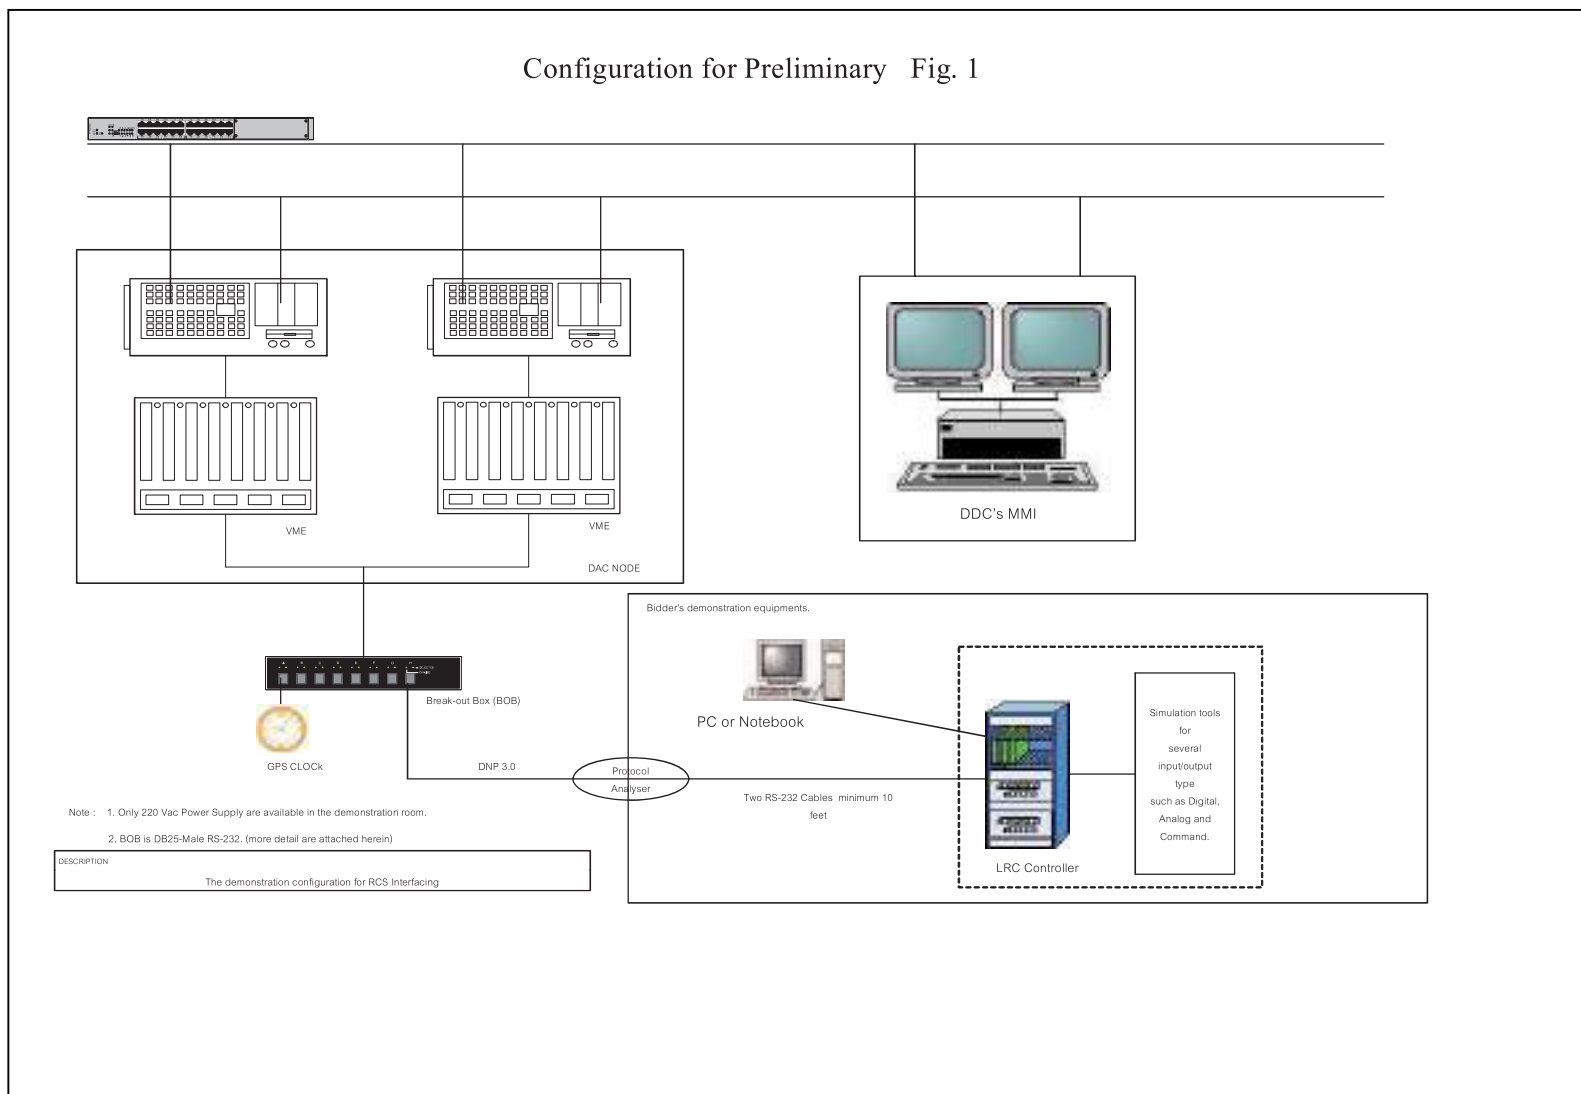 Configuration for Preliminary Fig. 1
VME
VME
DAC NODE
DDC's MMI
Bidder's demonstration equipments.
A B C D E F G H
Break-out Box (BOB)
GPS CLOCk
DNP 3.0
Protocol
Analyser
PC or Notebook
Two RS-232 Cables minimum 10
feet
LRC Controller
Simulation tools
for
several
input/output
type
such as Digital,
Analog and
Command.
Note : 1. Only 220 Vac Power Supply are available in the demonstration room.
2. BOB is DB25-Male RS-232. (more detail are attached herein)
DESCRIPTION
The demonstration configuration for RCS Interfacing